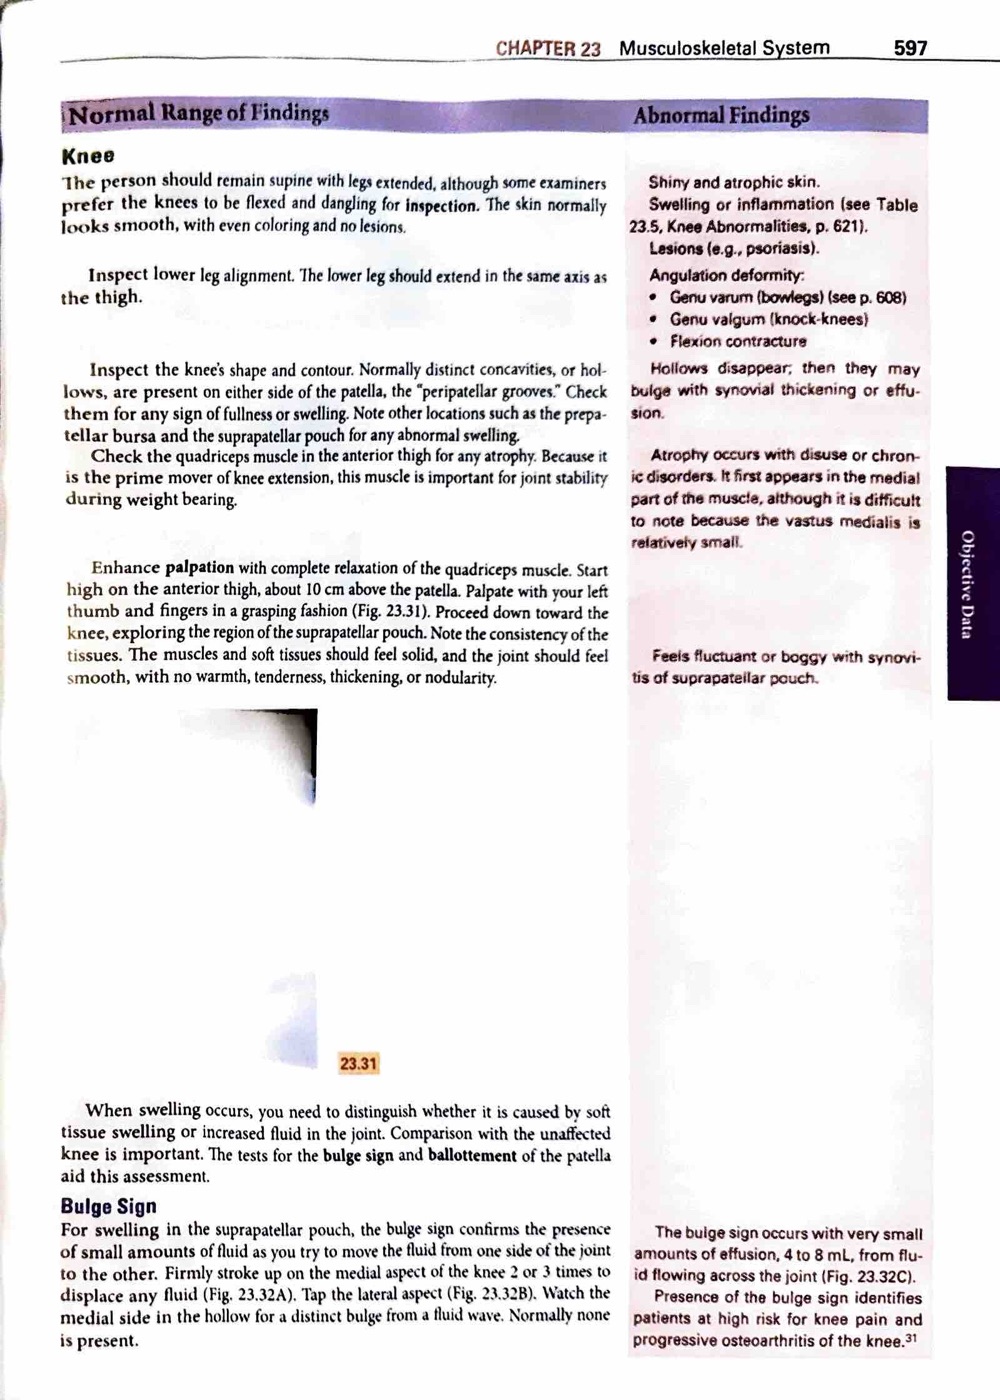 CHAPTER 23 Musculoskeletal System 597
Normal Range of Findings
Knee
The person should remain supine with legs extended, although some examiners
prefer the knees to be flexed and dangling for inspection. The skin normally
looks smooth, with even coloring and no lesions.
Inspect lower leg alignment. The lower leg should extend in the same axis as
the thigh.
Inspect the knee's shape and contour. Normally distinct concavities, or hol-
lows, are present on either side of the patella, the "peripatellar grooves." Check
them for any sign of fullness or swelling. Note other locations such as the prepa-
tellar bursa and the suprapatellar pouch for any abnormal swelling.
Check the quadriceps muscle in the anterior thigh for any atrophy. Because it
is the prime mover of knee extension, this muscle is important for joint stability
during weight bearing.
Enhance palpation with complete relaxation of the quadriceps muscle. Start
high on the anterior thigh, about 10 cm above the patella. Palpate with your left
thumb and fingers in a grasping fashion (Fig. 23.31). Proceed down toward the
knee, exploring the region of the suprapatellar pouch. Note the consistency of the
tissues. The muscles and soft tissues should feel solid, and the joint should feel
smooth, with no warmth, tenderness, thickening, or nodularity.
23.31
When swelling occurs, you need to distinguish whether it is caused by soft
tissue swelling or increased fluid in the joint. Comparison with the unaffected
knee is important. The tests for the bulge sign and ballottement of the patella
aid this assessment.
Bulge Sign
For swelling in the suprapatellar pouch, the bulge sign confirms the presence
of small amounts of fluid as you try to move the fluid from one side of the joint
to the other. Firmly stroke up on the medial aspect of the knee 2 or 3 times to
displace any fluid (Fig. 23.32A). Tap the lateral aspect (Fig. 23.32B). Watch the
medial side in the hollow for a distinct bulge from a fluid wave. Normally none
is present.
Abnormal Findings
Shiny and atrophic skin.
Swelling or inflammation (see Table
23.5, Knee Abnormalities, p. 621).
Lesions (e.g., psoriasis).
Angulation deformity:
• Genu varum (bowlegs) (see p. 608)
• Genu valgum (knock-knees)
• Flexion contracture
Hollows disappear; then they may
bulge with synovial thickening or effu-
sion.
Atrophy occurs with disuse or chron-
ic disorders. It first appears in the medial
part of the muscle, although it is difficult
to note because the vastus medialis is
relatively small.
Feels fluctuant or boggy with synovi-
tis of suprapatellar pouch.
The bulge sign occurs with very small
amounts of effusion, 4 to 8 mL, from flu-
id flowing across the joint (Fig. 23.32C).
Presence of the bulge sign identifies
patients at high risk for knee pain and
progressive osteoarthritis of the knee.31
Objective Data